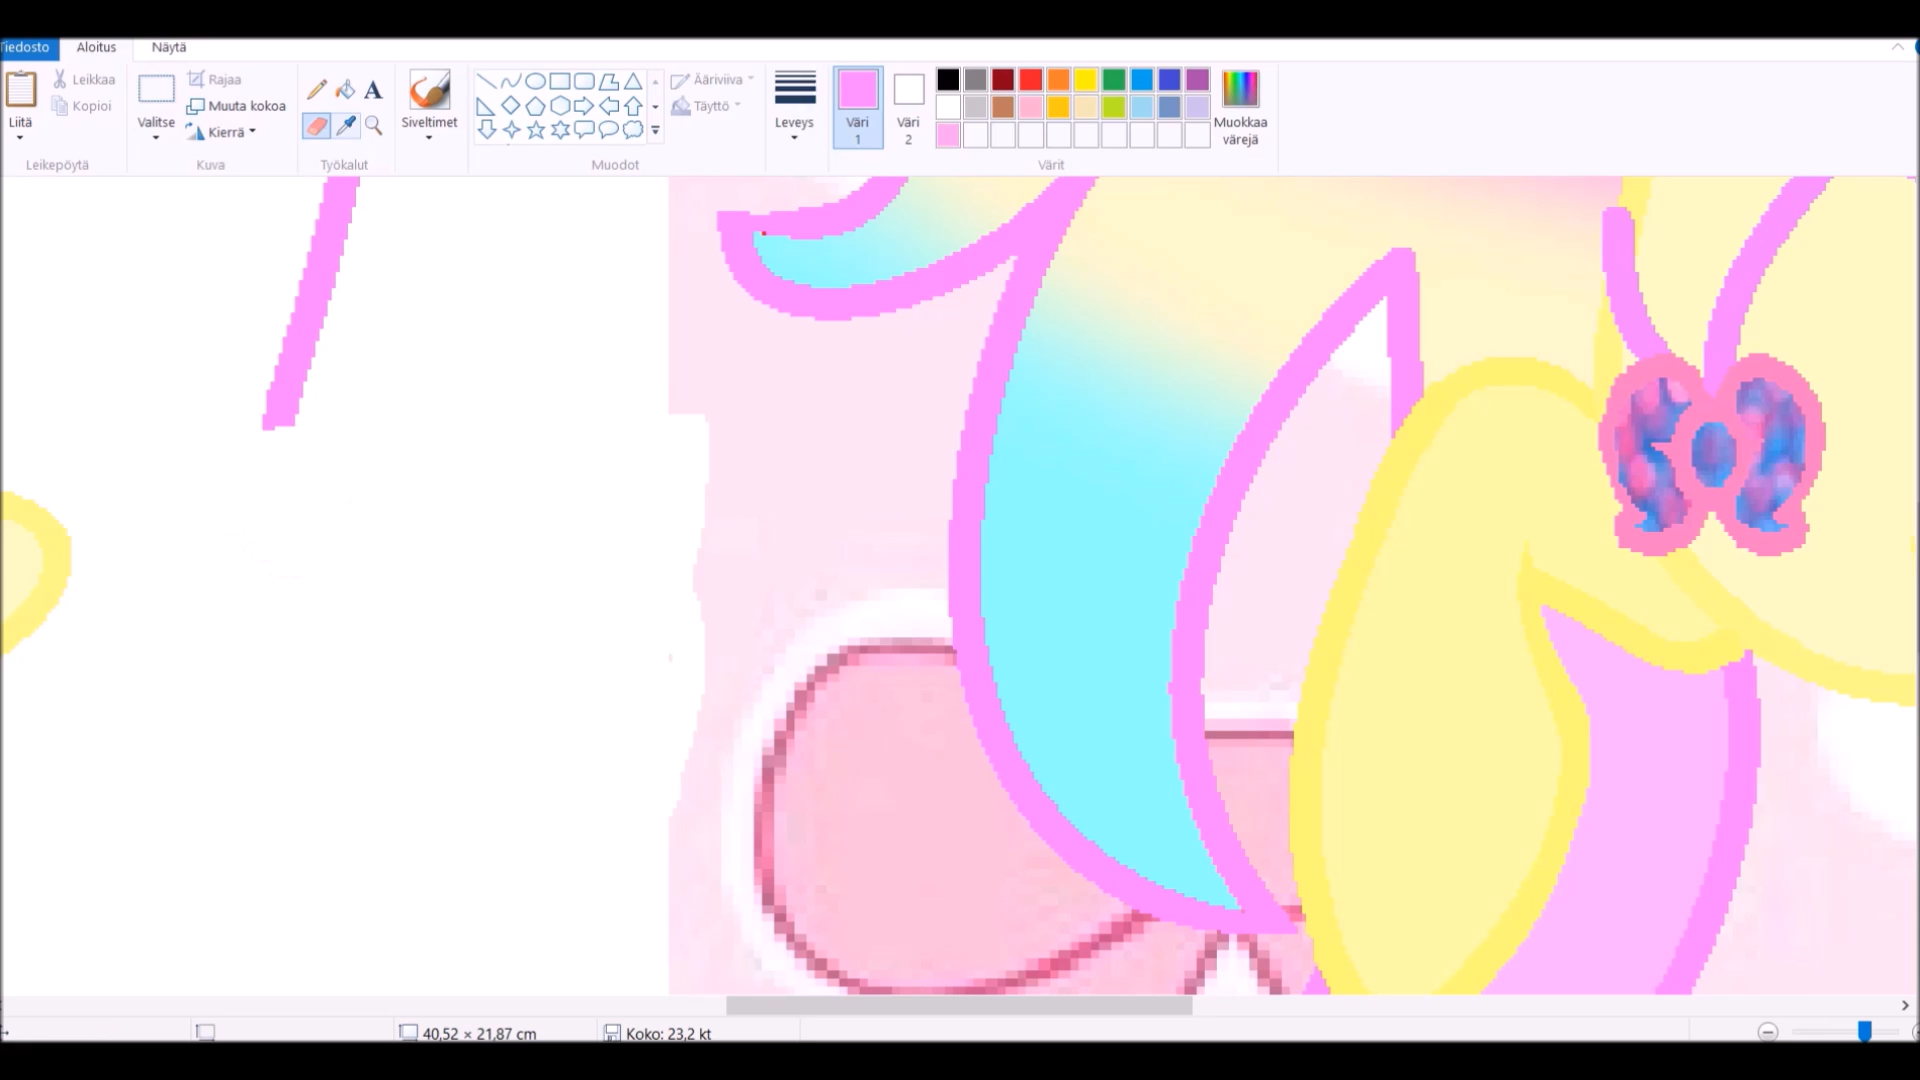 Tiedosto Aloitus Näytä
Liitä
Leikkaa
Kopioi
Leikepöytä
Valitse
Rajaa
Muuta kokoa
Kierrä
Kuva
A
Työkalut
Siveltimet
Ääriviiva
Täyttö
Muodot
Leveys
Väri
1
Väri
2
Muokkaa
värejä
Värit
40,52 × 21,87 cm
Koko: 23,2 kt